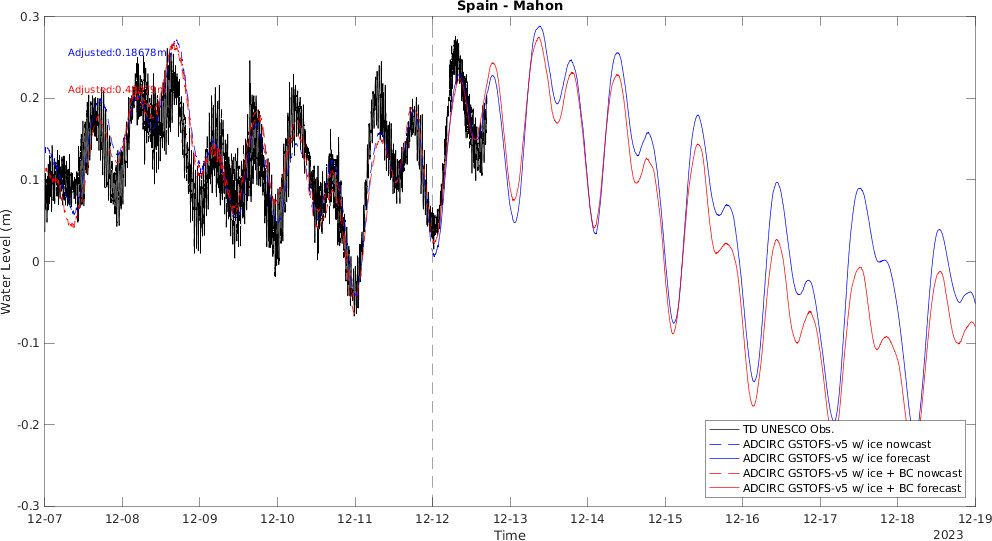 Spain - Mahon
Adjusted:0.18678m
Water Level (m)
0.3
0.2
0.1
0
-0.1
-0.2
-0.3
12-07 12-08 12-09 12-10 12-11 12-12 12-13 12-14 12-15 12-16 12-17 12-18 12-19
Time
2023
TD UNESCO Obs.
ADCIRC GSTOFS-v5 w/ ice nowcast
ADCIRC GSTOFS-v5 w/ ice forecast
ADCIRC GSTOFS-v5 w/ ice + BC nowcast
ADCIRC GSTOFS-v5 w/ ice + BC forecast